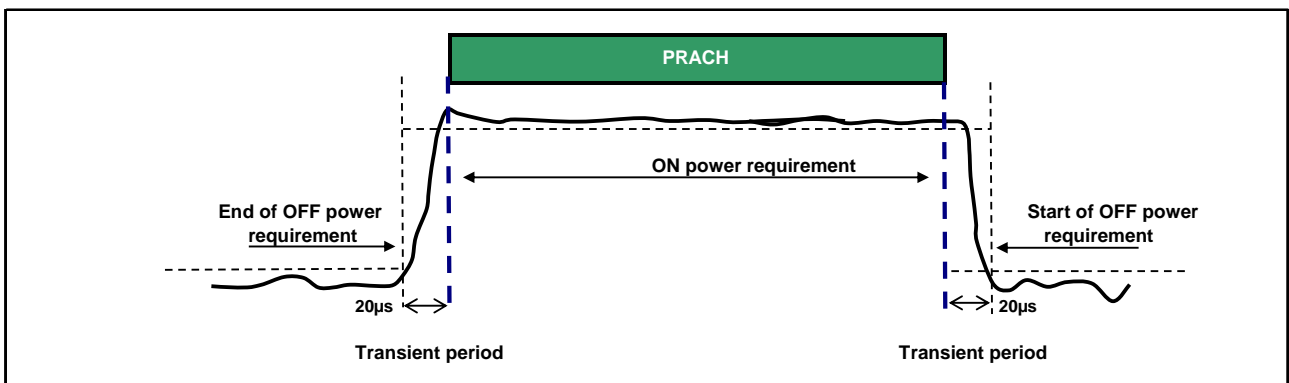 PRACH
ON power requirement
End of OFF power
requirement
Start of OFF power
requirement
20µs
20µs
Transient period
Transient period